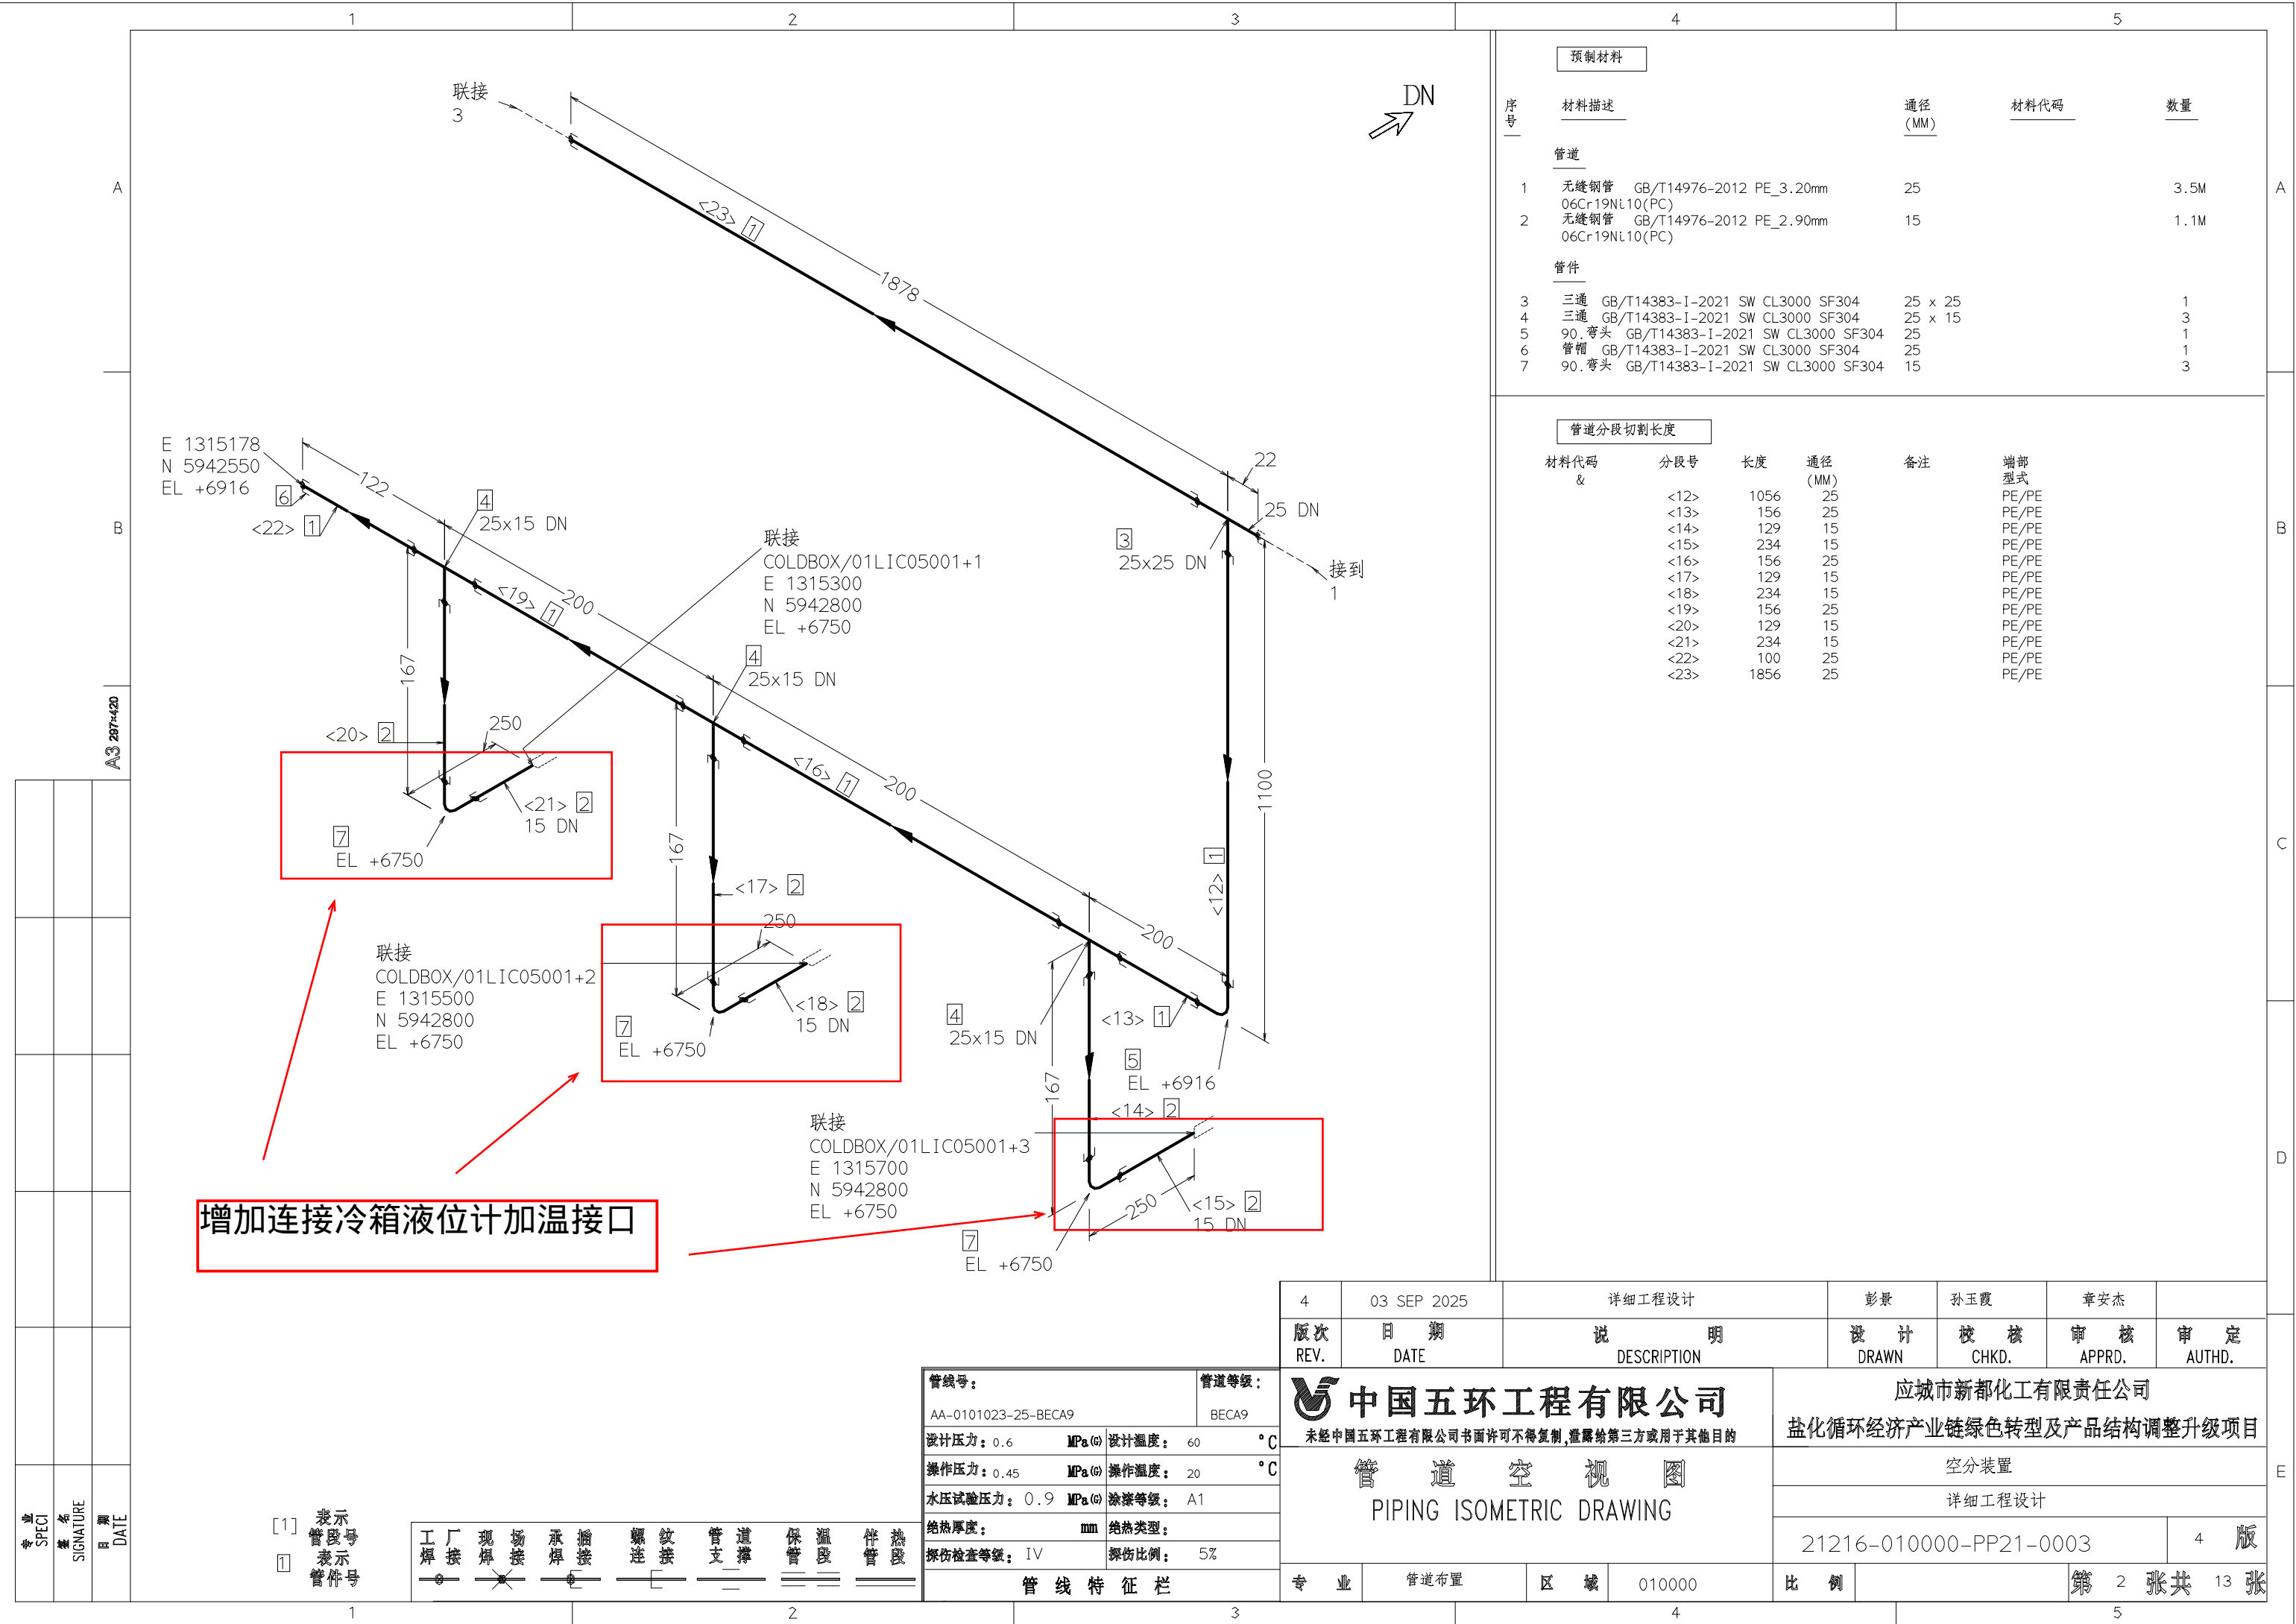 1 2 3 4 5
A
B
C
D
E
A3 297×420
专业 SPECI
签名 SIGNATURE
日期 DATE
联接
3
DN
<23> 1
1878
22
25 DN
3
25x25 DN
接到
1
E 1315178
N 5942550
EL +6916
6
122
<22> 1
4
25x15 DN
联接
COLDBOX/01LIC05001+1
E 1315300
N 5942800
EL +6750
<19> 1
200
4
25x15 DN
167
<20> 2
250
<21> 2
15 DN
7
EL +6750
<16> 1
200
1100
167
<17> 2
250
<12> 1
联接
COLDBOX/01LIC05001+2
E 1315500
N 5942800
EL +6750
<18> 2
15 DN
7
EL +6750
200
4
25x15 DN
<13> 1
5
EL +6916
167
<14> 2
联接
COLDBOX/01LIC05001+3
E 1315700
N 5942800
EL +6750
250
<15> 2
15 DN
7
EL +6750
增加连接冷箱液位计加温接口
预制材料
序号 材料描述 通径 (MM) 材料代码 数量
管道
1 无缝钢管 GB/T14976-2012 PE_3.20mm 25 3.5M
06Cr19Ni10(PC)
2 无缝钢管 GB/T14976-2012 PE_2.90mm 15 1.1M
06Cr19Ni10(PC)
管件
3 三通 GB/T14383-I-2021 SW CL3000 SF304 25 x 25 1
4 三通 GB/T14383-I-2021 SW CL3000 SF304 25 x 15 3
5 90.弯头 GB/T14383-I-2021 SW CL3000 SF304 25 1
6 管帽 GB/T14383-I-2021 SW CL3000 SF304 25 1
7 90.弯头 GB/T14383-I-2021 SW CL3000 SF304 15 3
管道分段切割长度
材料代码 & 分段号 长度 通径 (MM) 备注 端部型式
<12> 1056 25 PE/PE
<13> 156 25 PE/PE
<14> 129 15 PE/PE
<15> 234 15 PE/PE
<16> 156 25 PE/PE
<17> 129 15 PE/PE
<18> 234 15 PE/PE
<19> 156 25 PE/PE
<20> 129 15 PE/PE
<21> 234 15 PE/PE
<22> 100 25 PE/PE
<23> 1856 25 PE/PE
4 03 SEP 2025 详细工程设计 彭景 孙玉霞 章安杰
版次 日期 说明 设计 校核 审核 审定
REV. DATE DESCRIPTION DRAWN CHKD. APPRD. AUTHD.
中国五环工程有限公司
未经中国五环工程有限公司书面许可不得复制,泄露给第三方或用于其他目的
应城市新都化工有限责任公司
盐化循环经济产业链绿色转型及产品结构调整升级项目
管道空视图
PIPING ISOMETRIC DRAWING
空分装置
详细工程设计
21216-010000-PP21-0003 4 版
专业 管道布置 区域 010000 比例 第 2 张共 13 张
管线号: 管道等级:
AA-0101023-25-BECA9 BECA9
设计压力: 0.6 MPa(G) 设计温度: 60 °C
操作压力: 0.45 MPa(G) 操作温度: 20 °C
水压试验压力: 0.9 MPa(G) 涂漆等级: A1
绝热厚度: mm 绝热类型:
探伤检查等级: IV 探伤比例: 5%
管线特征栏
[1] 表示管段号
1 表示管件号
工厂焊接 现场焊接 承插焊接 螺纹连接 管道支撑 保温管段 伴热管段
1 2 3 4 5
A
B
C
D
E